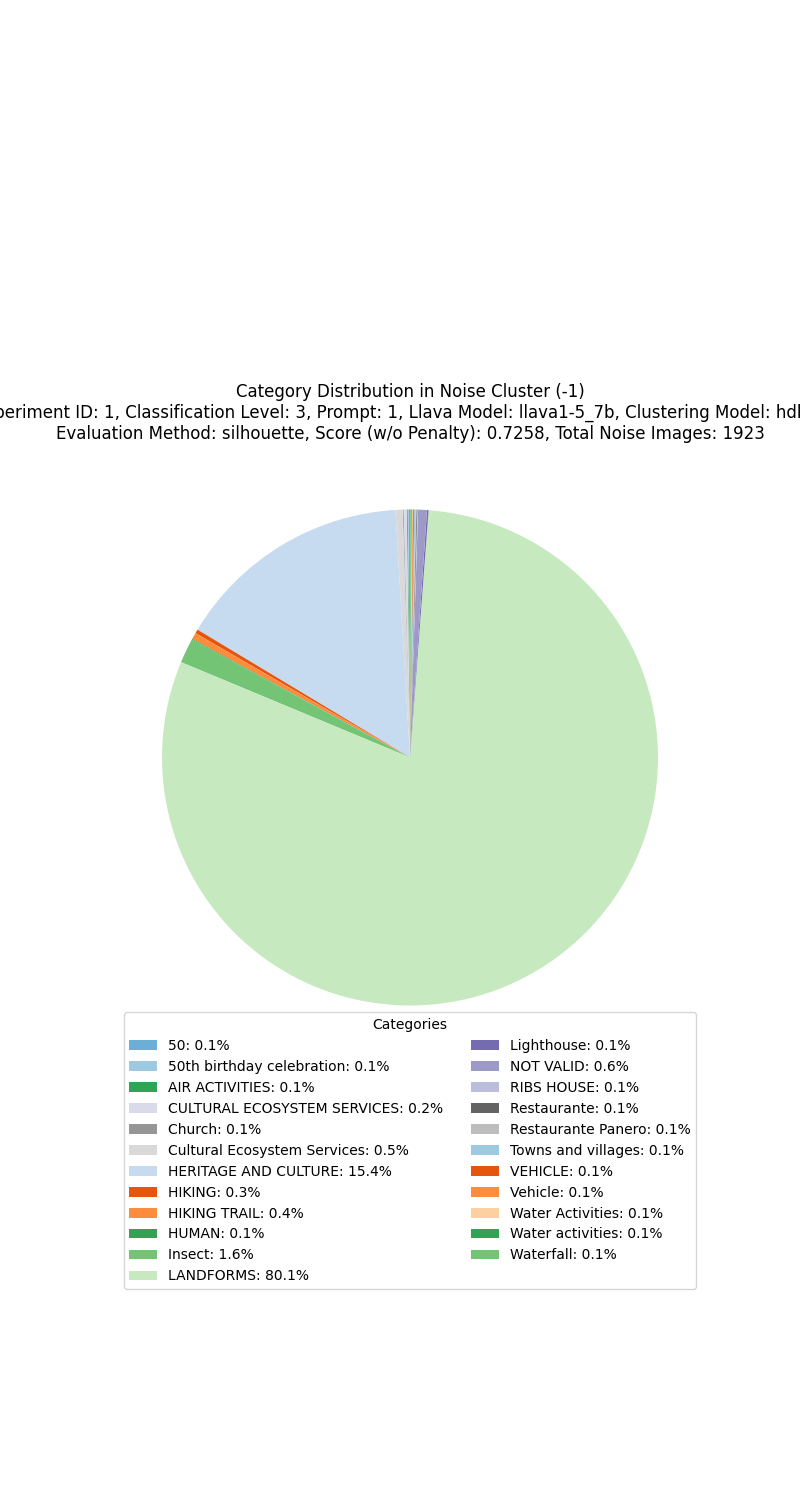 Category Distribution in Noise Cluster (-1)
periment ID: 1, Classification Level: 3, Prompt: 1, Llava Model: llava1-5_7b, Clustering Model: hdl
Evaluation Method: silhouette, Score (w/o Penalty): 0.7258, Total Noise Images: 1923
Categories
50: 0.1%
50th birthday celebration: 0.1%
AIR ACTIVITIES: 0.1%
CULTURAL ECOSYSTEM SERVICES: 0.2%
Church: 0.1%
Cultural Ecosystem Services: 0.5%
HERITAGE AND CULTURE: 15.4%
HIKING: 0.3%
HIKING TRAIL: 0.4%
HUMAN: 0.1%
Insect: 1.6%
LANDFORMS: 80.1%
Lighthouse: 0.1%
NOT VALID: 0.6%
RIBS HOUSE: 0.1%
Restaurante: 0.1%
Restaurante Panero: 0.1%
Towns and villages: 0.1%
VEHICLE: 0.1%
Vehicle: 0.1%
Water Activities: 0.1%
Water activities: 0.1%
Waterfall: 0.1%